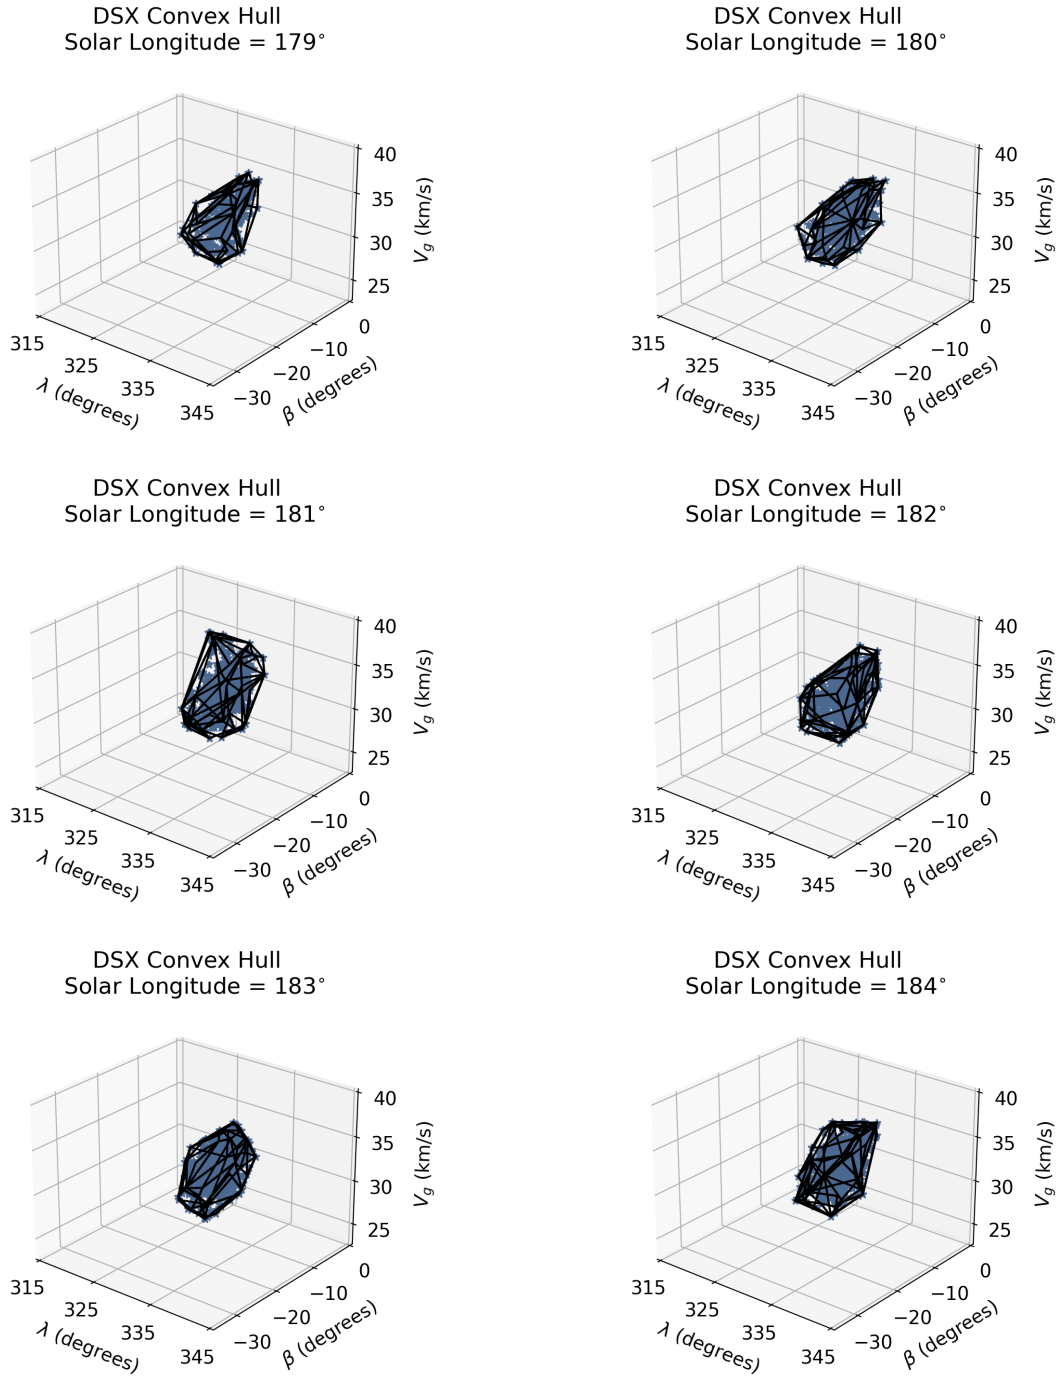 DSX Convex Hull
Solar Longitude = 179°
40
35
30
25
V_g (km/s)
0
−10
−20
−30
β (degrees)
315
325
335
345
λ (degrees)
DSX Convex Hull
Solar Longitude = 180°
40
35
30
25
V_g (km/s)
0
−10
−20
−30
β (degrees)
315
325
335
345
λ (degrees)
DSX Convex Hull
Solar Longitude = 181°
40
35
30
25
V_g (km/s)
0
−10
−20
−30
β (degrees)
315
325
335
345
λ (degrees)
DSX Convex Hull
Solar Longitude = 182°
40
35
30
25
V_g (km/s)
0
−10
−20
−30
β (degrees)
315
325
335
345
λ (degrees)
DSX Convex Hull
Solar Longitude = 183°
40
35
30
25
V_g (km/s)
0
−10
−20
−30
β (degrees)
315
325
335
345
λ (degrees)
DSX Convex Hull
Solar Longitude = 184°
40
35
30
25
V_g (km/s)
0
−10
−20
−30
β (degrees)
315
325
335
345
λ (degrees)